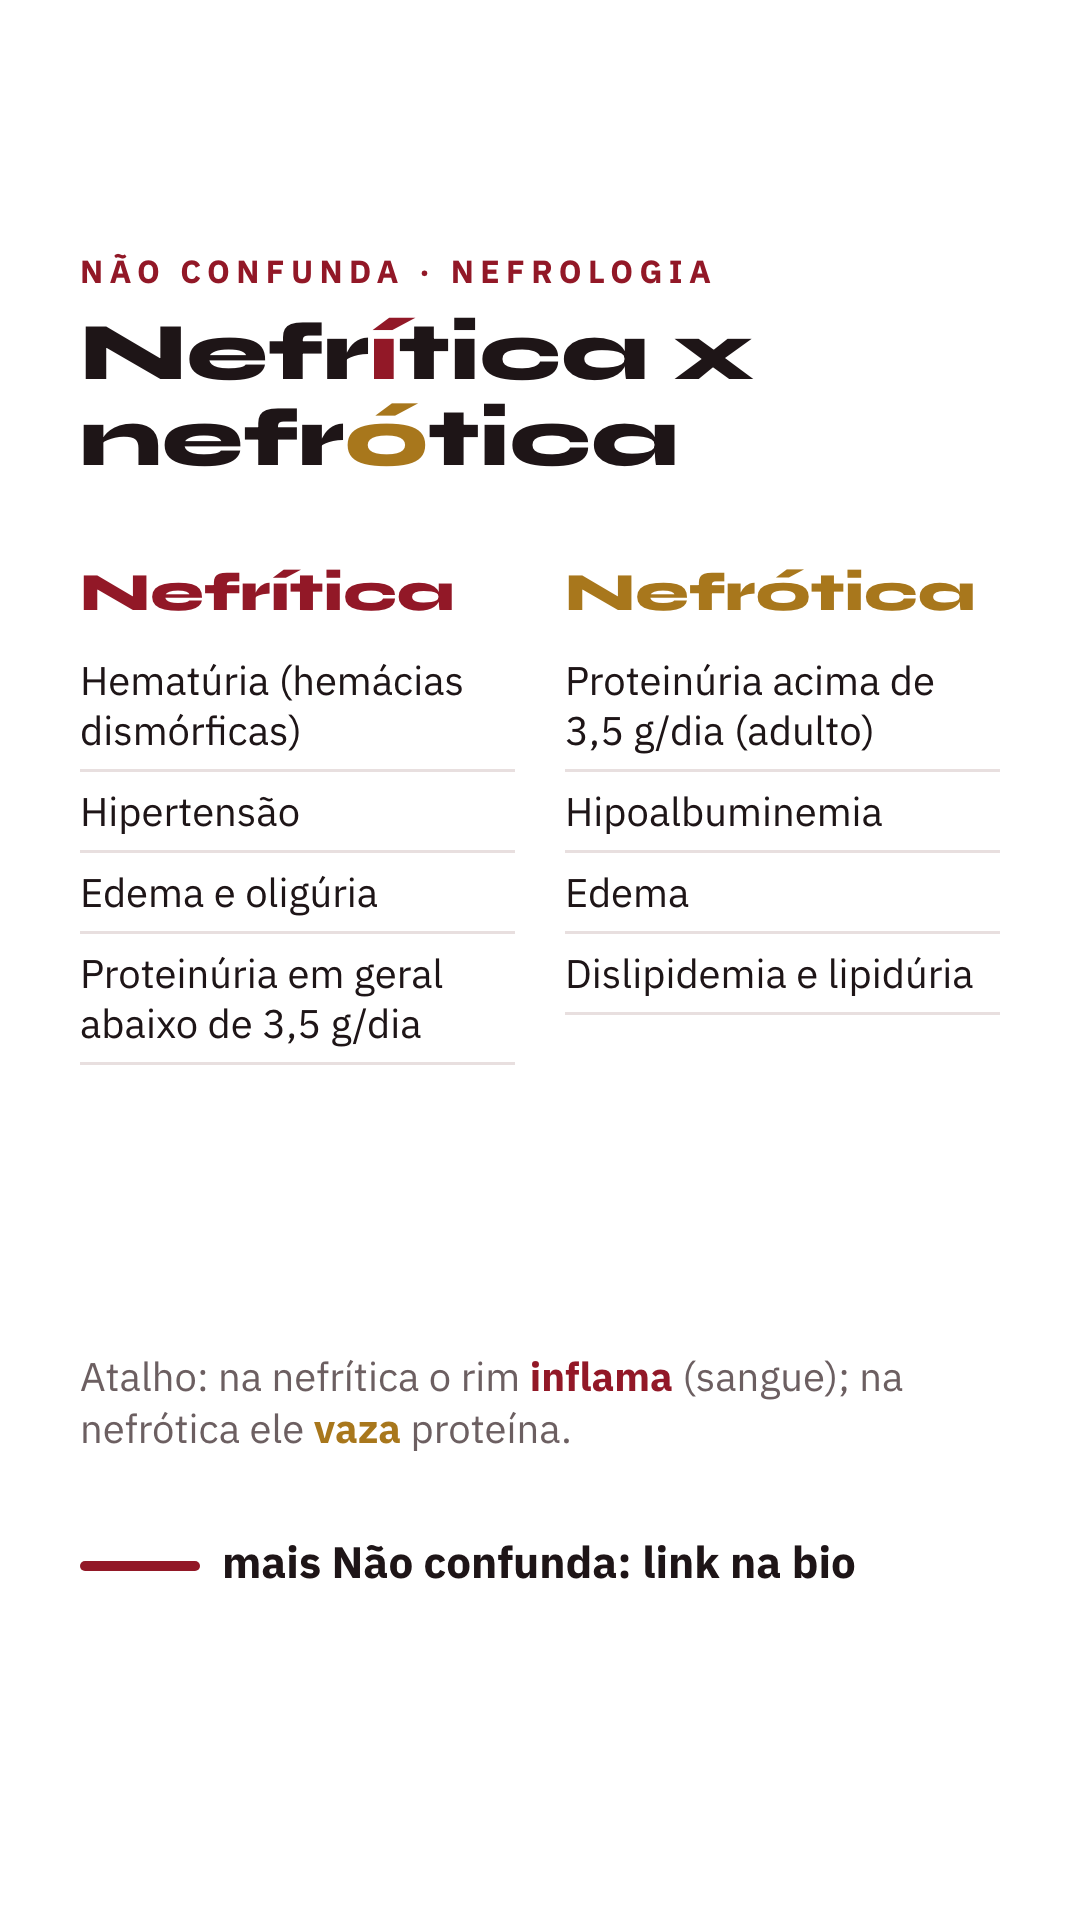 NÃO CONFUNDA · NEFROLOGIA
Nefrítica x
nefrótica
Nefrítica
Hematúria (hemácias
dismórficas)
Hipertensão
Edema e oligúria
Proteinúria em geral
abaixo de 3,5 g/dia
Nefrótica
Proteinúria acima de
3,5 g/dia (adulto)
Hipoalbuminemia
Edema
Dislipidemia e lipidúria
Atalho: na nefrítica o rim inflama (sangue); na
nefrótica ele vaza proteína.
mais Não confunda: link na bio